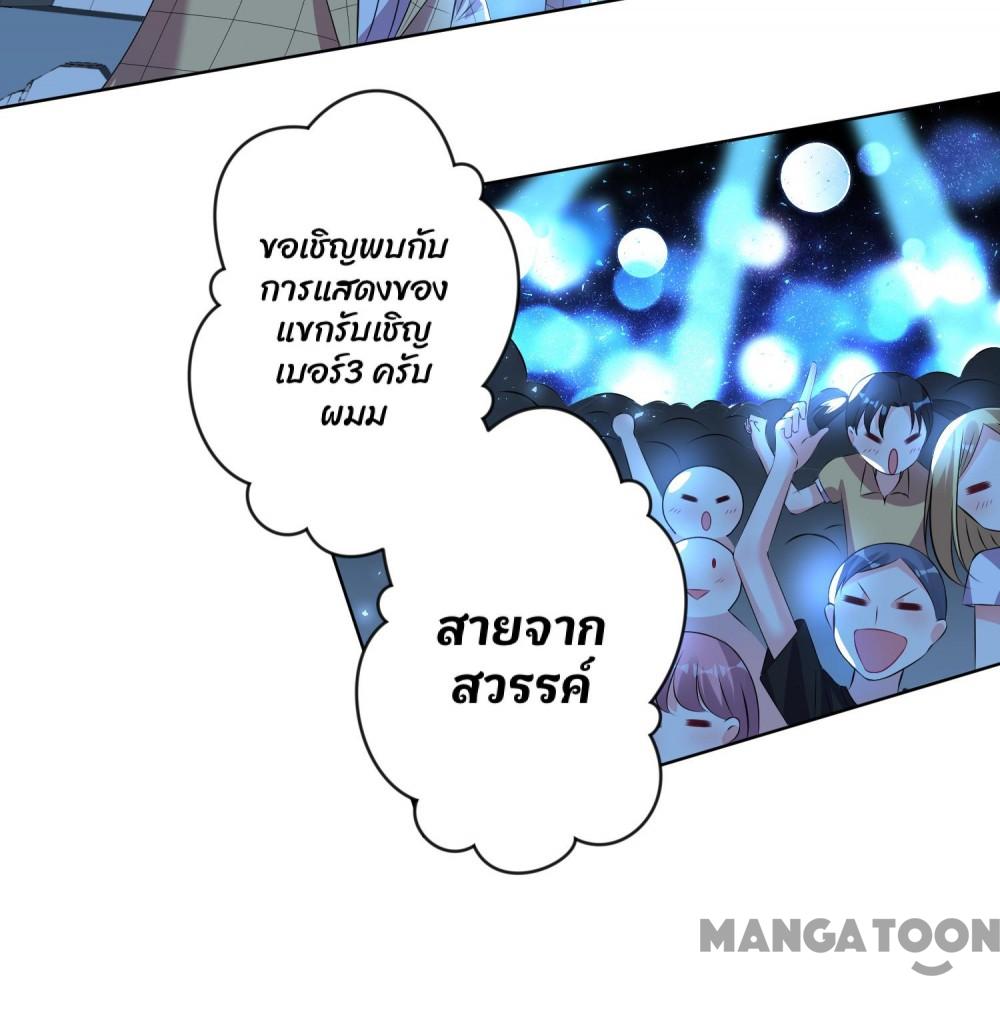 ขอเชิญพบกับ
การแสดงของ
แขกรับเชิญ
เบอร์3 ครับ
ผมม
สายจาก
สวรรค์
MANGATOON